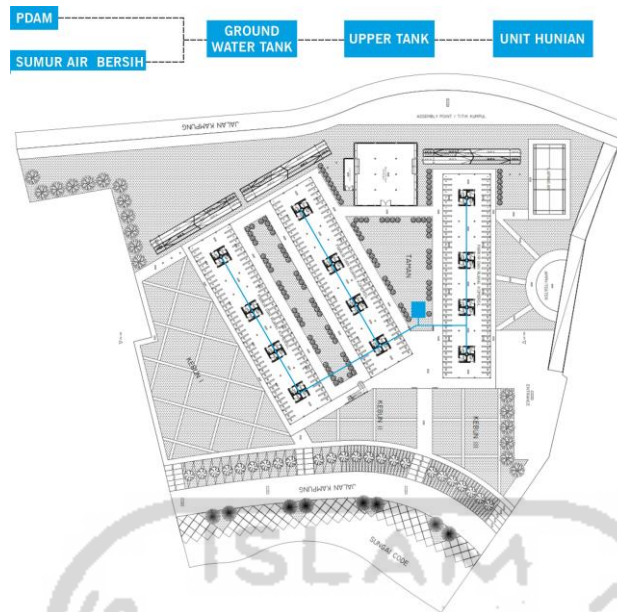 PDAM
SUMUR AIR BERSIH
GROUND
WATER TANK
UPPER TANK
UNIT HUNIAN
JALAN KAMPUNG
TAMAN
KEBUN I
KEBUN II
KEBUN III
JALAN KAMPUNG
SUNGAI CODE
ISLAM